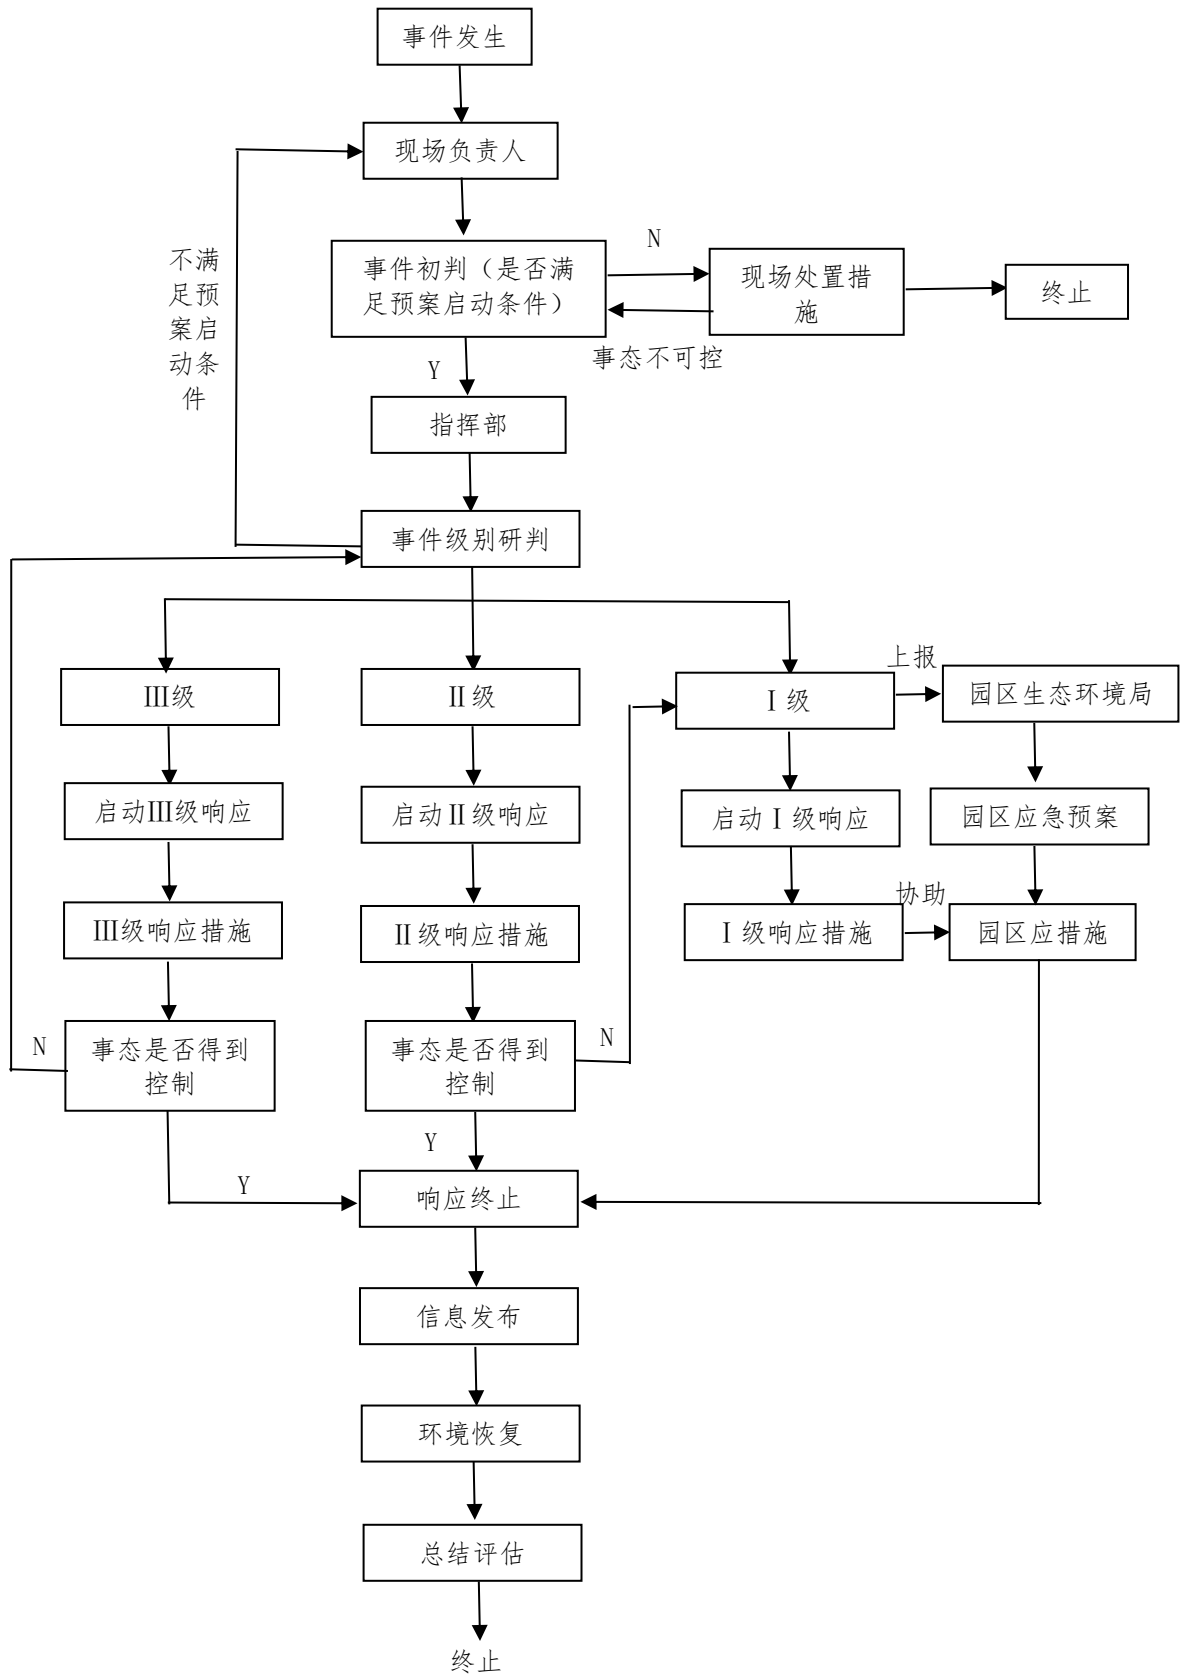 事件发生
现场负责人
N
事件初判（是否满
足预案启动条件）
现场处置措
施
终止
不满
足预
案启
动条
件
事态不可控
Y
指挥部
事件级别研判
上报
Ⅲ级
Ⅱ级
Ⅰ级
园区生态环境局
启动Ⅲ级响应
启动Ⅱ级响应
启动Ⅰ级响应
园区应急预案
协助
Ⅲ级响应措施
Ⅱ级响应措施
Ⅰ级响应措施
园区应措施
N
事态是否得到
控制
事态是否得到
控制
N
Y
Y
响应终止
信息发布
环境恢复
总结评估
终止